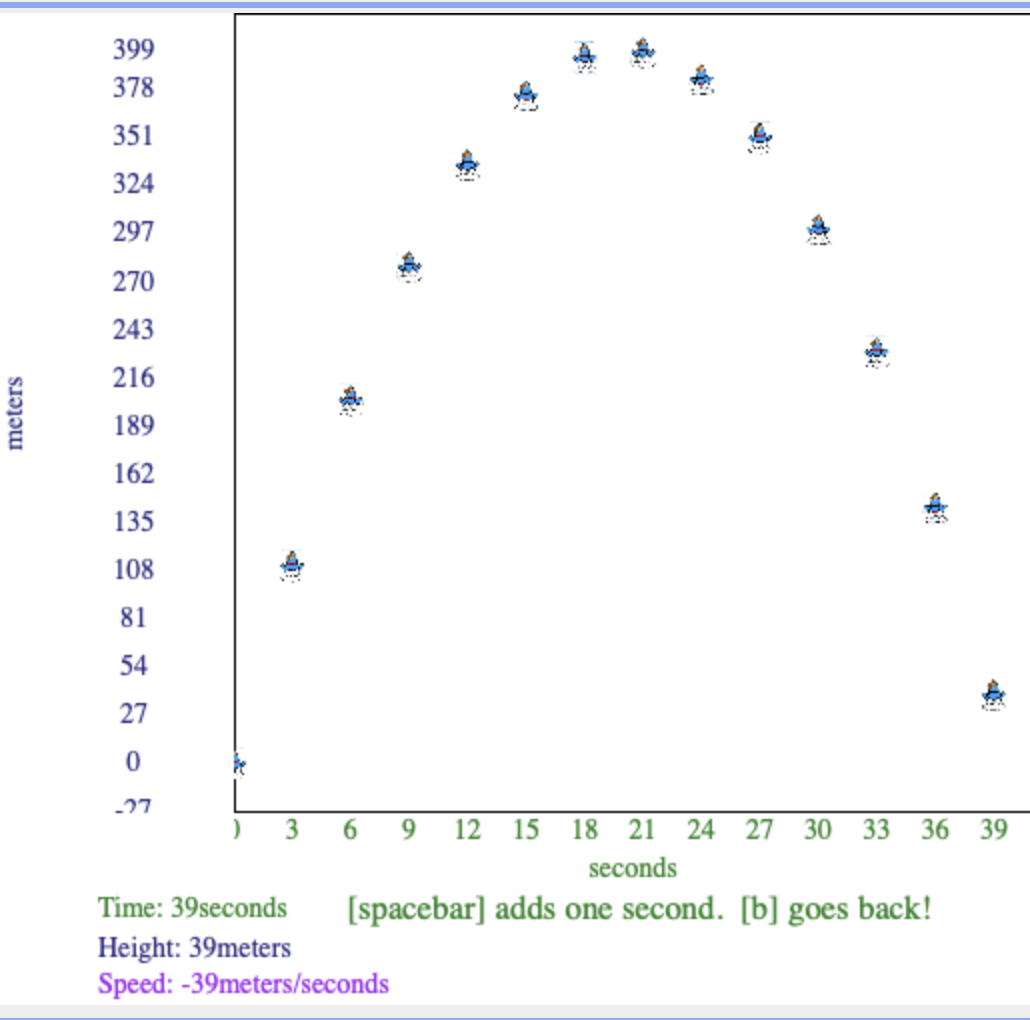 399
378
351
324
297
270
243
216
189
162
135
108
81
54
27
0
-27
meters
0 3 6 9 12 15 18 21 24 27 30 33 36 39
seconds
Time: 39seconds [spacebar] adds one second. [b] goes back!
Height: 39meters
Speed: -39meters/seconds